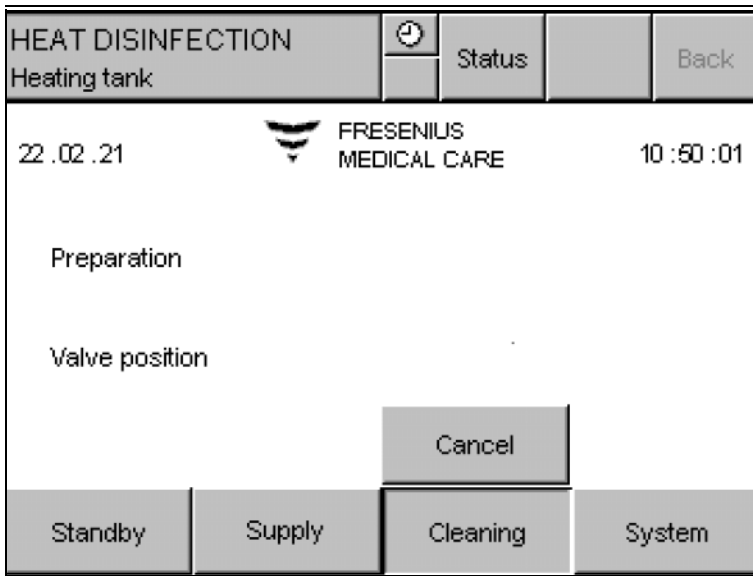 HEAT DISINFECTION
Heating tank
Status
Back
22.02.21
FRESENIUS
MEDICAL CARE
10:50:01
Preparation
Valve position
Cancel
Standby
Supply
Cleaning
System